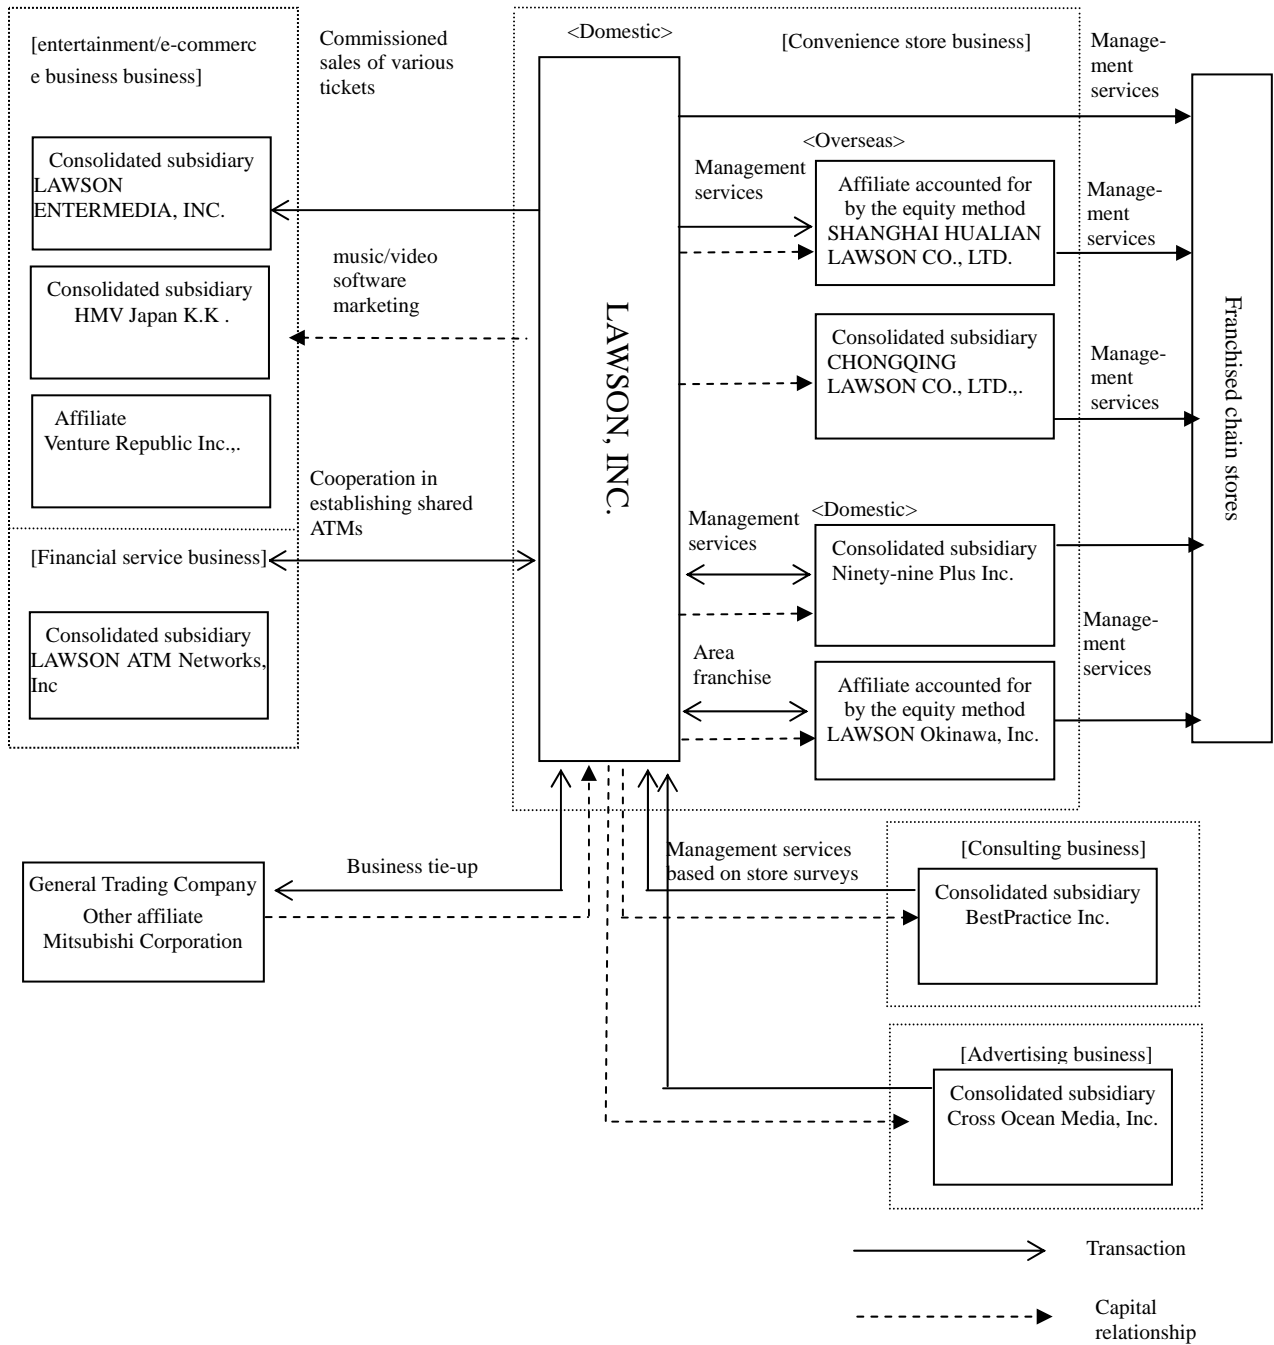 [entertainment/e-commerc
e business business]
Consolidated subsidiary
LAWSON
ENTERMEDIA, INC.
Consolidated subsidiary
HMV Japan K.K .
Affiliate
Venture Republic Inc.,.
[Financial service business]
Consolidated subsidiary
LAWSON ATM Networks,
Inc
Commissioned
sales of various
tickets
music/video
software
marketing
Cooperation in
establishing shared
ATMs
<Domestic>
[Convenience store business]
LAWSON, INC.
<Overseas>
Management
services
Affiliate accounted for
by the equity method
SHANGHAI HUALIAN
LAWSON CO., LTD.
Consolidated subsidiary
CHONGQING
LAWSON CO., LTD.,.
<Domestic>
Management
services
Consolidated subsidiary
Ninety-nine Plus Inc.
Area
franchise
Affiliate accounted for
by the equity method
LAWSON Okinawa, Inc.
Manage-
ment
services
Manage-
ment
services
Manage-
ment
services
Manage-
ment
services
Franchised chain stores
General Trading Company
Other affiliate
Mitsubishi Corporation
Business tie-up
Management services
based on store surveys
[Consulting business]
Consolidated subsidiary
BestPractice Inc.
[Advertising business]
Consolidated subsidiary
Cross Ocean Media, Inc.
Transaction
Capital
relationship